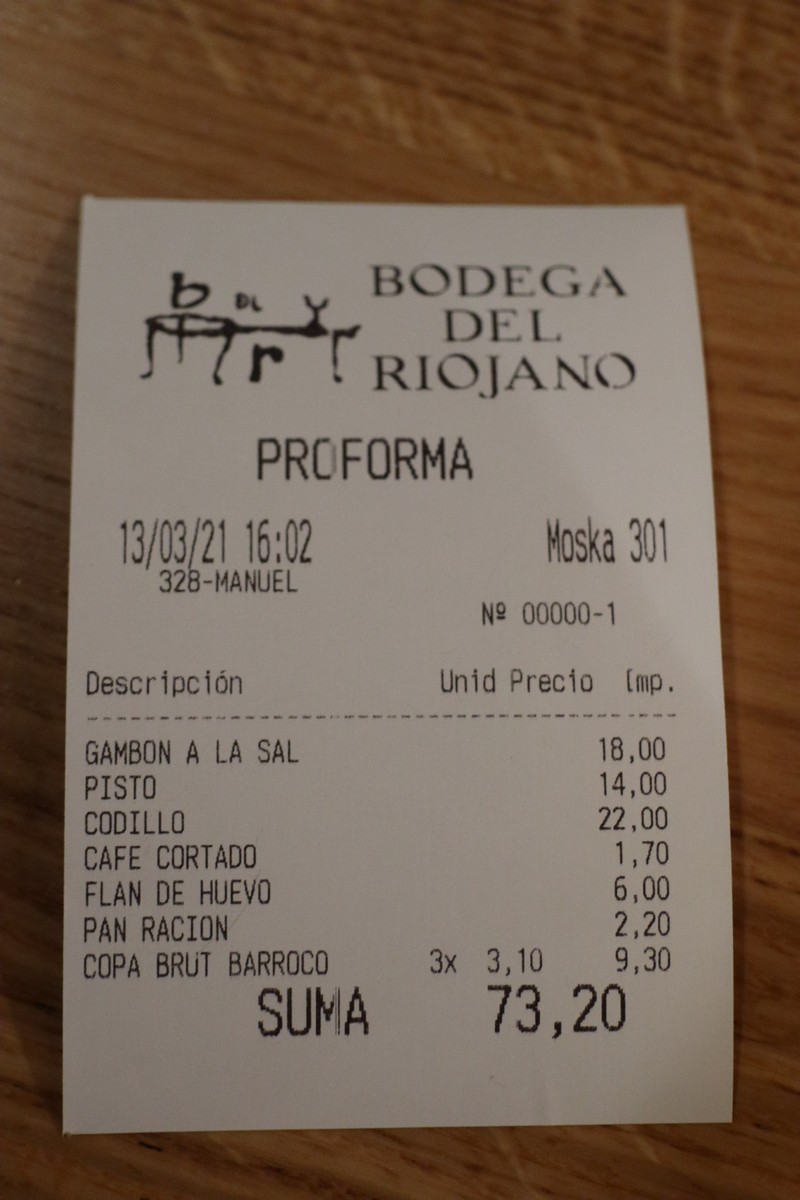 b DL Y r
BODEGA
DEL
RIOJANO
PROFORMA
13/03/21 16:02 Moska 301
328-MANUEL
Nº 00000-1
Descripción Unid Precio Imp.
GAMBON A LA SAL 18,00
PISTO 14,00
CODILLO 22,00
CAFE CORTADO 1,70
FLAN DE HUEVO 6,00
PAN RACION 2,20
COPA BRUT BARROCO 3x 3,10 9,30
SUMA 73,20